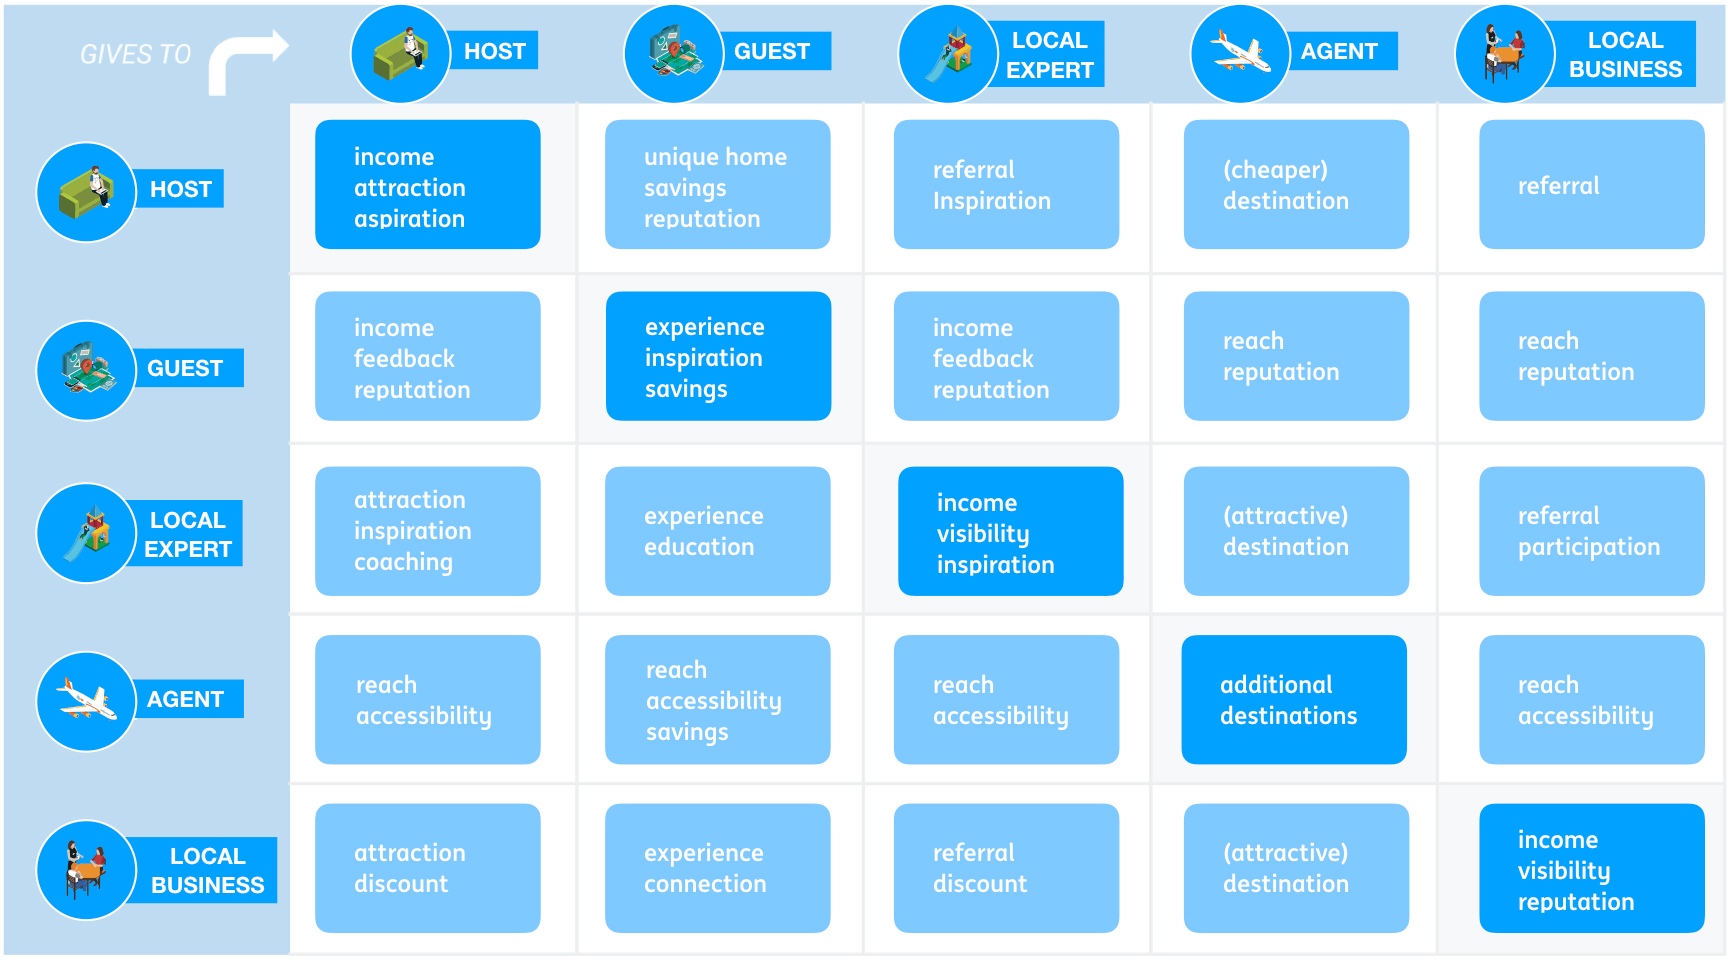 GIVES TO
HOST
GUEST
LOCAL
EXPERT
AGENT
LOCAL
BUSINESS
HOST
income
attraction
aspiration
unique home
savings
reputation
referral
Inspiration
(cheaper)
destination
referral
GUEST
income
feedback
reputation
experience
inspiration
savings
income
feedback
reputation
reach
reputation
reach
reputation
LOCAL
EXPERT
attraction
inspiration
coaching
experience
education
income
visibility
inspiration
(attractive)
destination
referral
participation
AGENT
reach
accessibility
reach
accessibility
savings
reach
accessibility
additional
destinations
reach
accessibility
LOCAL
BUSINESS
attraction
discount
experience
connection
referral
discount
(attractive)
destination
income
visibility
reputation